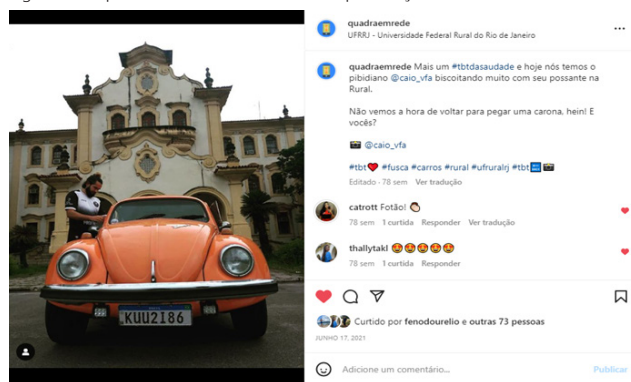 quadraemrede
UFRRJ - Universidade Federal Rural do Rio de Janeiro
quadraemrede Mais um #tbtdasaudade e hoje nós temos o
pibidiano @caio_vfa biscoitando muito com seu possante na
Rural.
Não vemos a hora de voltar para pegar uma carona, hein! E
vocês?
📷 @caio_vfa
#tbt❤️ #fusca #carros #rural #ufruralrj #tbt🔙📷
Editado · 78 sem Ver tradução
catrott Fotão! 👏🏻
78 sem 1 curtida Responder Ver tradução
thallytakl 😍😍😍😍😍
78 sem 1 curtida Responder
KUU2I86
Curtido por fenodourelio e outras 73 pessoas
JUNHO 17, 2021
Adicione um comentário...
Publicar